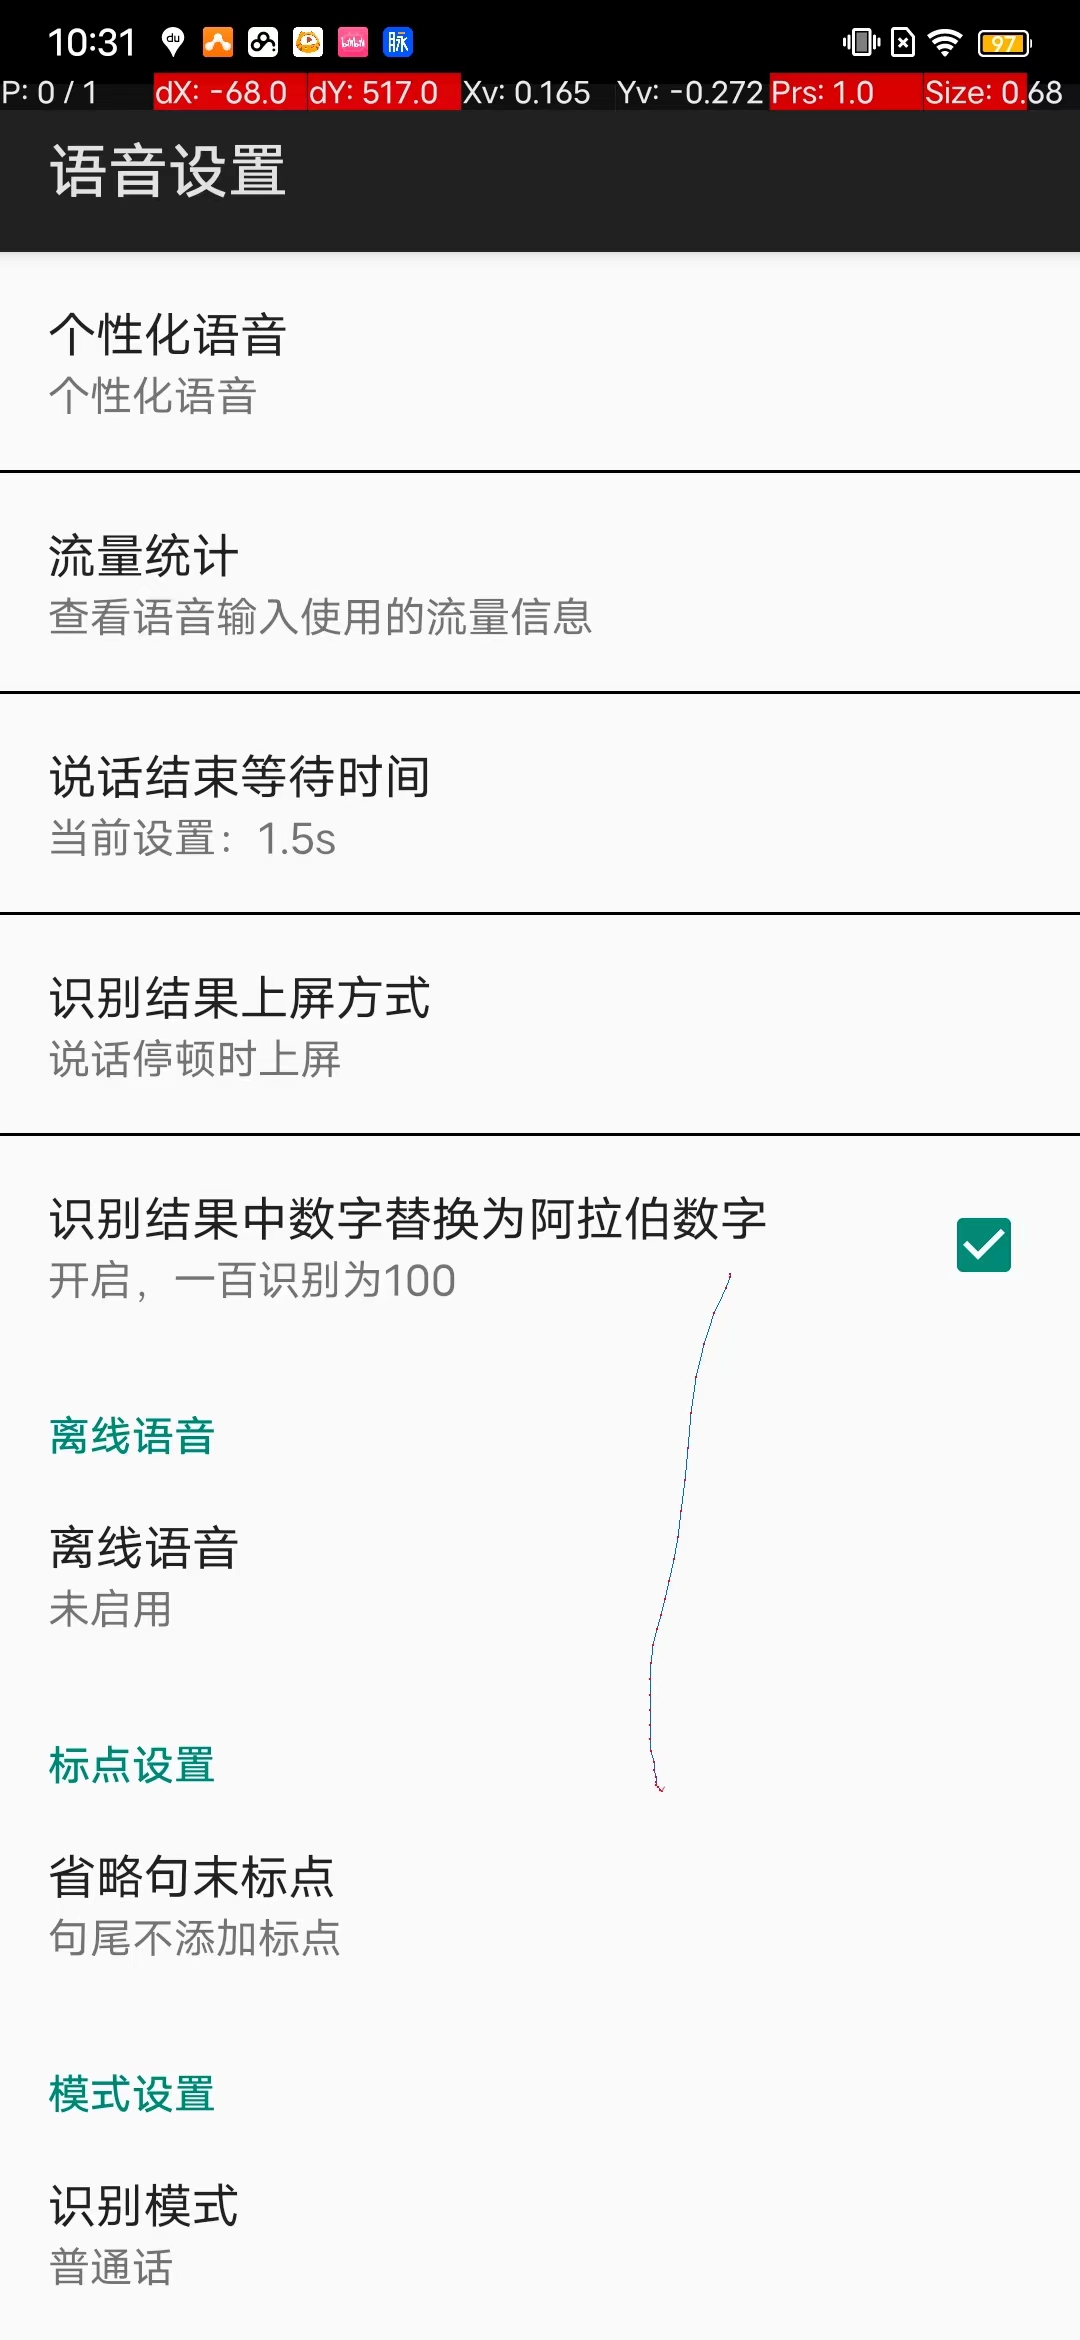 10:31 du bmbm 脉 97
P: 0 / 1 dX: -68.0 dY: 517.0 Xv: 0.165 Yv: -0.272 Prs: 1.0 Size: 0.68
语音设置
个性化语音
个性化语音
流量统计
查看语音输入使用的流量信息
说话结束等待时间
当前设置：1.5s
识别结果上屏方式
说话停顿时上屏
识别结果中数字替换为阿拉伯数字
开启，一百识别为100
离线语音
离线语音
未启用
标点设置
省略句末标点
句尾不添加标点
模式设置
识别模式
普通话